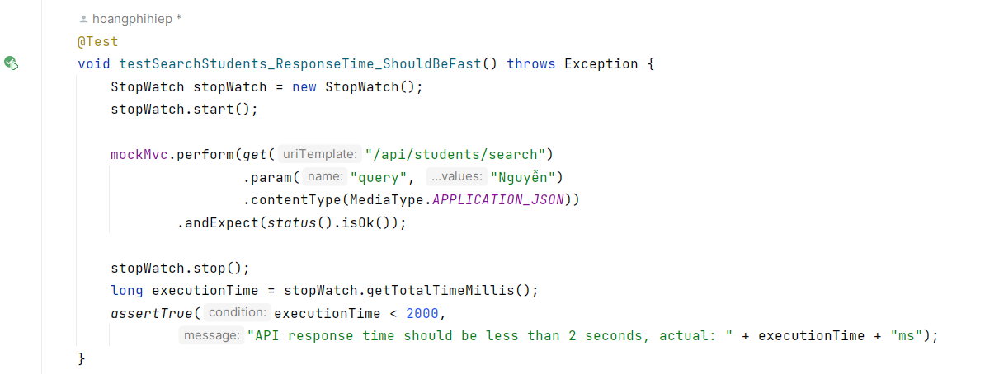 hoangphihiep *
@Test
void testSearchStudents_ResponseTime_ShouldBeFast() throws Exception {
StopWatch stopWatch = new StopWatch();
stopWatch.start();
mockMvc.perform(get( uriTemplate: "/api/students/search")
.param( name: "query", ...values: "Nguyễn")
.contentType(MediaType.APPLICATION_JSON))
.andExpect(status().isOk());
stopWatch.stop();
long executionTime = stopWatch.getTotalTimeMillis();
assertTrue( condition: executionTime < 2000,
message: "API response time should be less than 2 seconds, actual: " + executionTime + "ms");
}